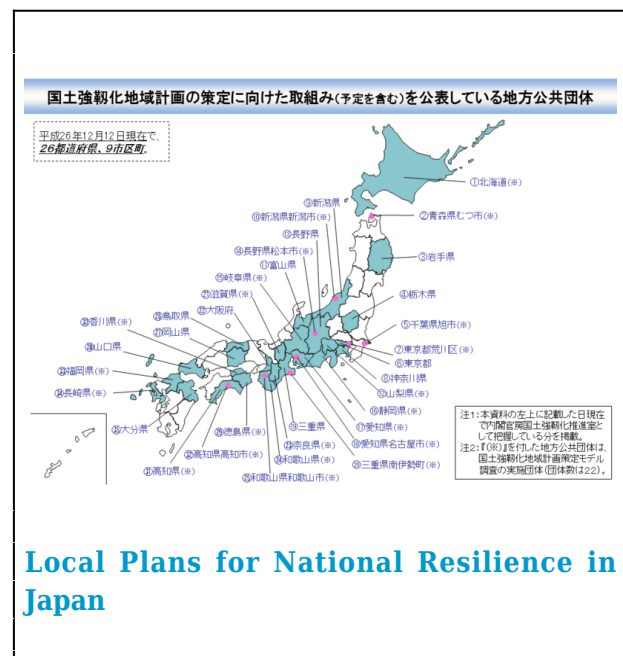 国土強靱化地域計画の策定に向けた取組み(予定を含む)を公表している地方公共団体
平成26年12月12日現在で、
26都道府県、9市区町。
①北海道(※)
⑨新潟県
⑩新潟県新潟市(※)
②青森県むつ市(※)
⑬長野県
⑭長野県松本市(※)
③岩手県
⑪富山県
⑮岐阜県(※)
㉑滋賀県(※)
④栃木県
㉖鳥取県
㉒大阪府
㉚香川県(※)
⑤千葉県旭市(※)
㉗岡山県
⑦東京都荒川区(※)
㉘山口県
⑥東京都
㉝福岡県(※)
⑧神奈川県
㉞長崎県(※)
⑫山梨県(※)
⑯静岡県(※)
⑰愛知県(※)
㉟大分県
⑲三重県
㉙徳島県(※)
㉓奈良県(※)
⑱愛知県名古屋市(※)
㉜高知県高知市(※)
㉔和歌山県(※)
⑳三重県南伊勢町(※)
㉛高知県(※)
㉕和歌山県和歌山市(※)
注1:本資料の左上に記載した日現在
で内閣官房国土強靱化推進室と
して把握している分を掲載。
注2:『(※)』を付した地方公共団体は、
国土強靱化地域計画策定モデル
調査の実施団体(団体数は22)。
Local Plans for National Resilience in
Japan